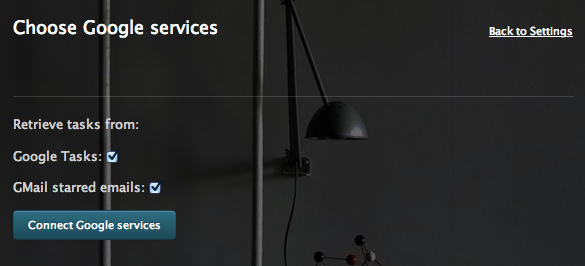 Choose Google services
Back to Settings
Retrieve tasks from:
Google Tasks:
GMail starred emails:
Connect Google services